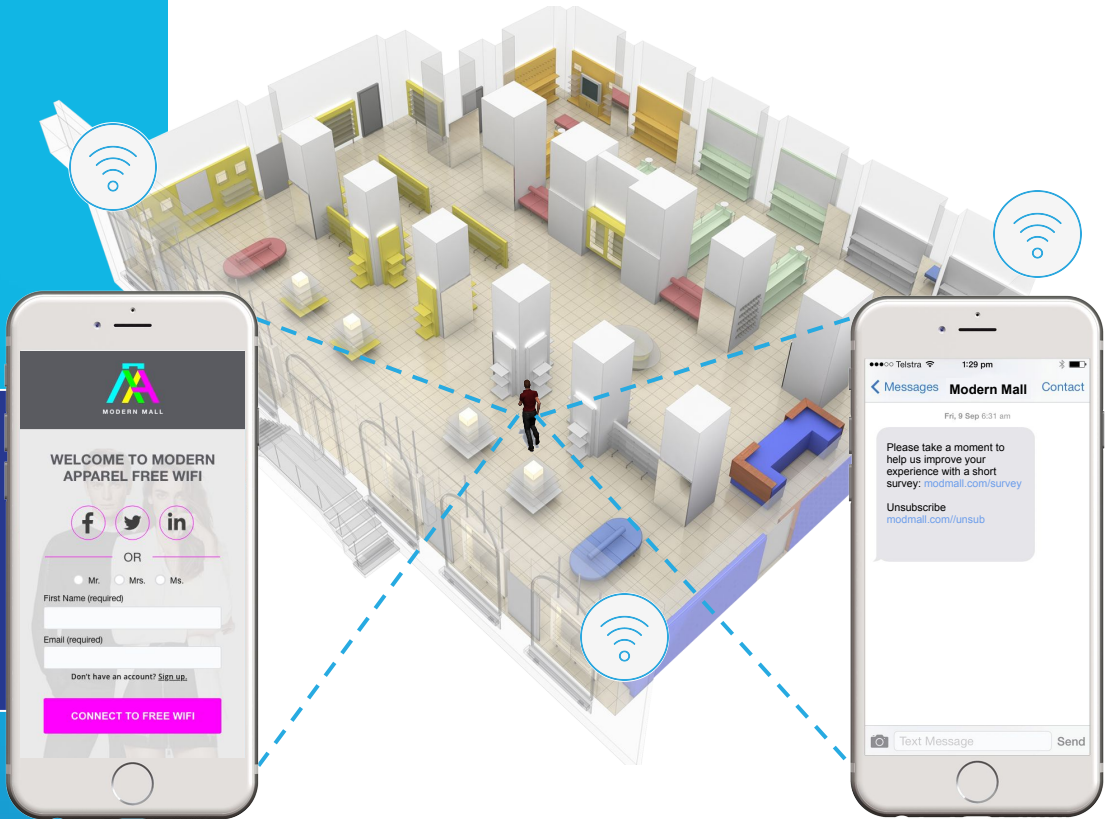 MODERN MALL
WELCOME TO MODERN
APPAREL FREE WIFI
f
in
OR
Mr. Mrs. Ms.
First Name (required)
Email (required)
Don't have an account? Sign up.
CONNECT TO FREE WIFI
Telstra 1:29 pm
Messages Modern Mall Contact
Fri, 9 Sep 6:31 am
Please take a moment to
help us improve your
experience with a short
survey: modmall.com/survey
Unsubscribe
modmall.com//unsub
Text Message Send